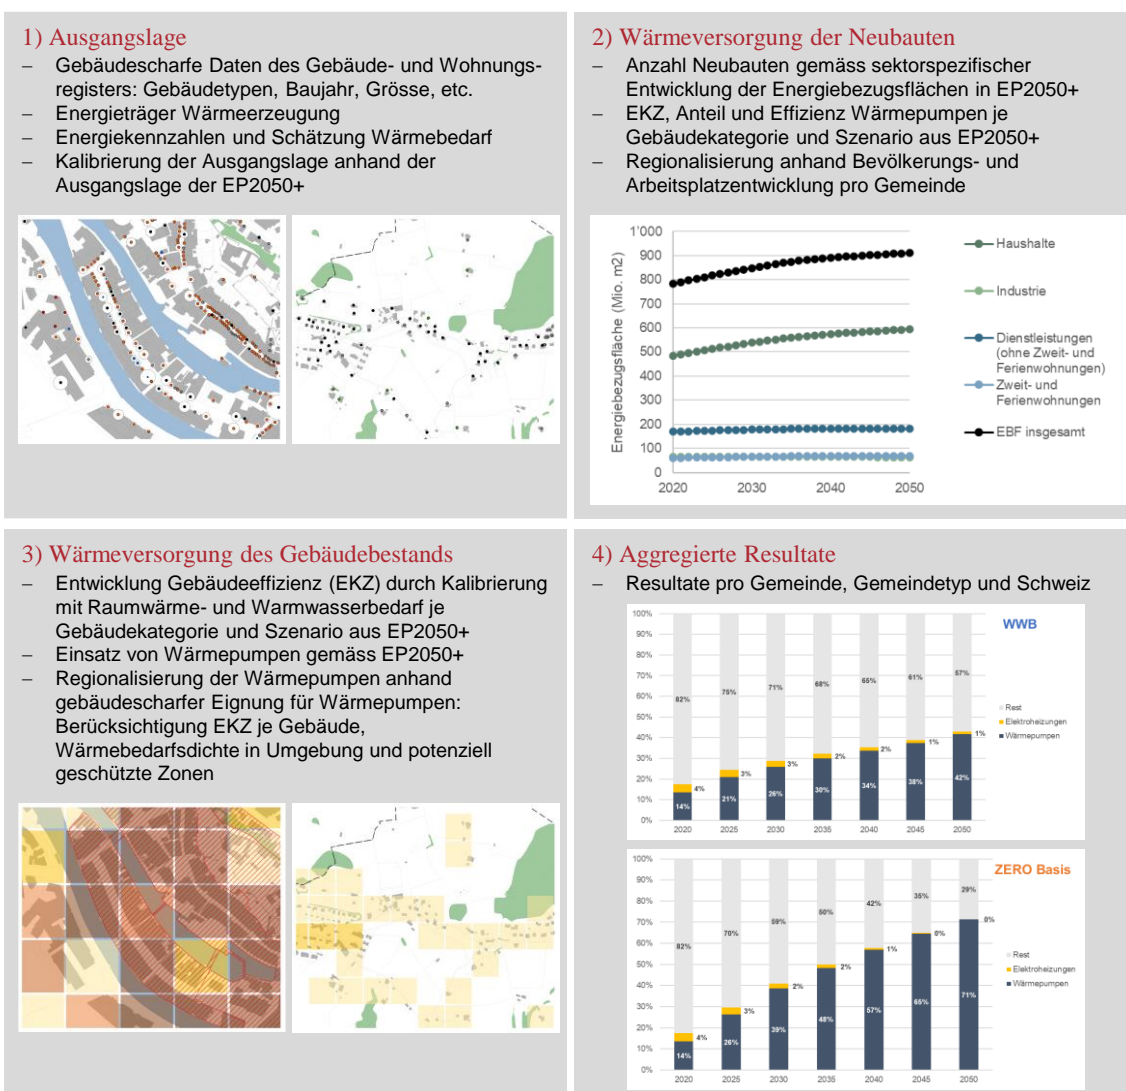 1) Ausgangslage
– Gebäudescharfe Daten des Gebäude- und Wohnungs-
registers: Gebäudetypen, Baujahr, Grösse, etc.
– Energieträger Wärmeerzeugung
– Energiekennzahlen und Schätzung Wärmebedarf
– Kalibrierung der Ausgangslage anhand der
Ausgangslage der EP2050+
2) Wärmeversorgung der Neubauten
– Anzahl Neubauten gemäss sektorspezifischer
Entwicklung der Energiebezugsflächen in EP2050+
– EKZ, Anteil und Effizienz Wärmepumpen je
Gebäudekategorie und Szenario aus EP2050+
– Regionalisierung anhand Bevölkerungs- und
Arbeitsplatzentwicklung pro Gemeinde
Energiebezugsfläche (Mio. m2)
1'000
900
800
700
600
500
400
300
200
100
0
2020 2030 2040 2050
Haushalte
Industrie
Dienstleistungen
(ohne Zweit- und
Ferienwohnungen)
Zweit- und
Ferienwohnungen
EBF insgesamt
3) Wärmeversorgung des Gebäudebestands
– Entwicklung Gebäudeeffizienz (EKZ) durch Kalibrierung
mit Raumwärme- und Warmwasserbedarf je
Gebäudekategorie und Szenario aus EP2050+
– Einsatz von Wärmepumpen gemäss EP2050+
– Regionalisierung der Wärmepumpen anhand
gebäudescharfer Eignung für Wärmepumpen:
Berücksichtigung EKZ je Gebäude,
Wärmebedarfsdichte in Umgebung und potenziell
geschützte Zonen
4) Aggregierte Resultate
– Resultate pro Gemeinde, Gemeindetyp und Schweiz
WWB
100%
90%
80%
70%
60%
50%
40%
30%
20%
10%
0%
82% 75% 71% 68% 65% 61% 57%
4% 3% 3% 2% 2% 1% 1%
14% 21% 26% 30% 34% 38% 42%
2020 2025 2030 2035 2040 2045 2050
Rest
Elektroheizungen
Wärmepumpen
ZERO Basis
100%
90%
80%
70%
60%
50%
40%
30%
20%
10%
0%
82% 70% 59% 50% 42% 35% 29%
4% 3% 2% 2% 1% 0% 0%
14% 26% 39% 48% 57% 65% 71%
2020 2025 2030 2035 2040 2045 2050
Rest
Elektroheizungen
Wärmepumpen